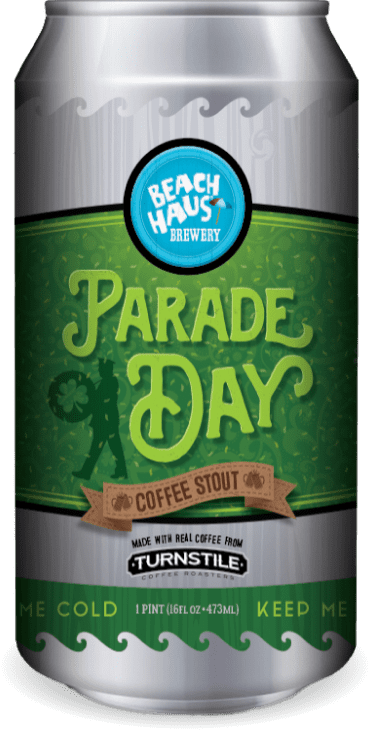 BEACH
HAUS
BREWERY
PARADE
DAY
COFFEE STOUT
MADE WITH REAL COFFEE FROM
TURNSTILE
COFFEE ROASTERS
ME COLD 1 PINT (16FL OZ•473ML) KEEP ME